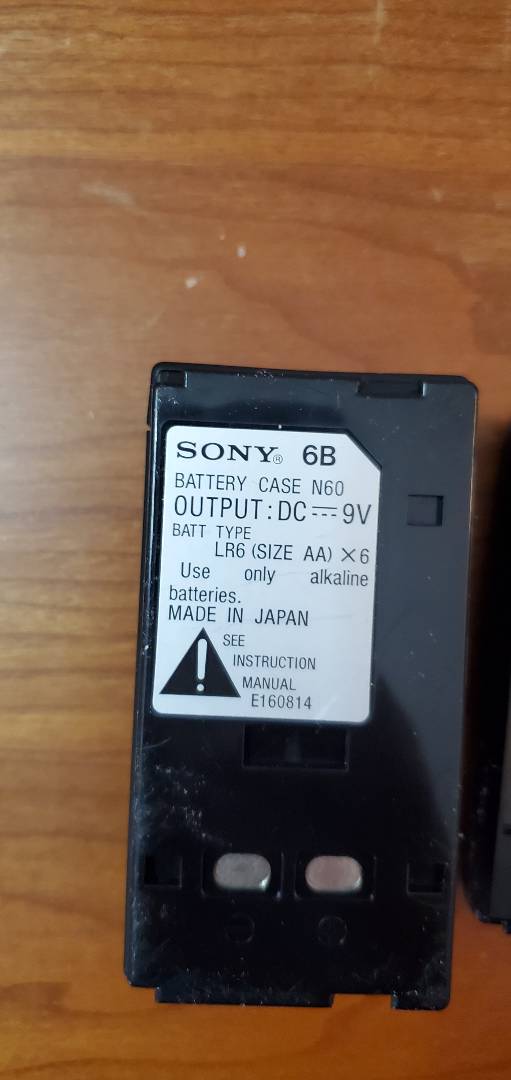 SONY® 6B
BATTERY CASE N60
OUTPUT: DC ⎓ 9V
BATT TYPE
LR6 (SIZE AA) ×6
Use only alkaline
batteries.
MADE IN JAPAN
SEE
INSTRUCTION
MANUAL
E160814